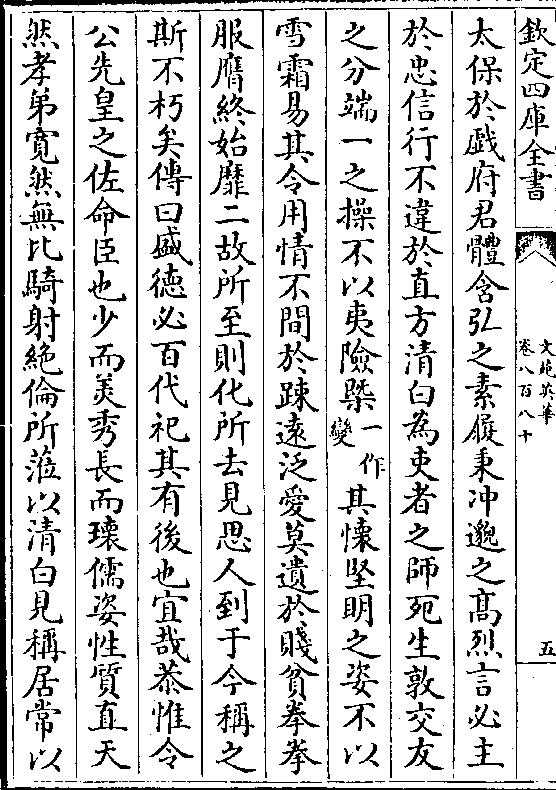 欽定四庫全書
文苑英華
卷八百八十
五
太保於戲府君體含弘之素履秉冲邈之髙烈言必主
於忠信行不違於直方清白為吏者之師死生敦交友
之分端一之操不以夷險槩一作變其懐堅明之姿不以
雪霜易其令用情不間於踈遠泛愛莫遺於賤貧拳拳
服膺終始靡二故所至則化所去見思人到于今稱之
斯不朽矣傳曰盛德必百代祀其有後也宜哉恭惟令
公先皇之佐命臣也少而美秀長而瓌儒姿性質直天
然孝弟寛然無比騎射絶倫所蒞以清白見稱居常以